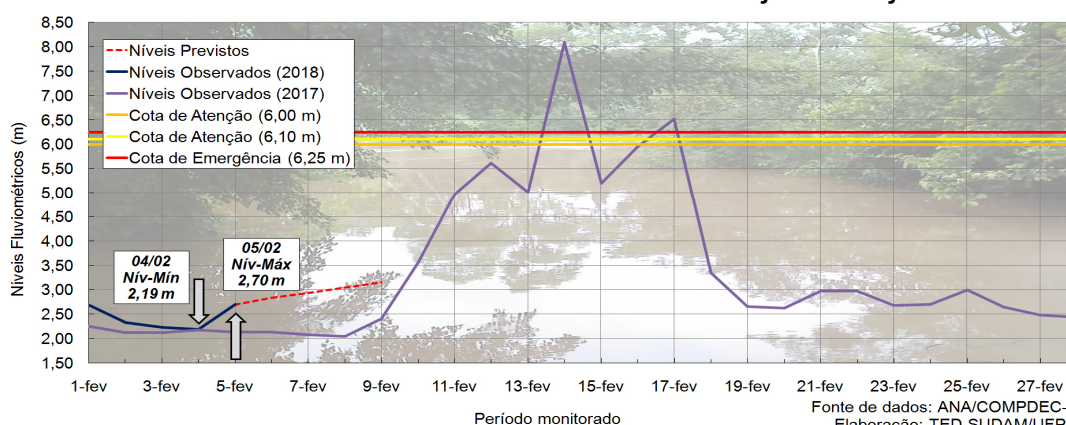 8,50
8,00
7,50
7,00
6,50
6,00
5,50
5,00
4,50
4,00
3,50
3,00
2,50
2,00
1,50
Níveis Fluviométricos (m)
Níveis Previstos
Níveis Observados (2018)
Níveis Observados (2017)
Cota de Atenção (6,00 m)
Cota de Atenção (6,10 m)
Cota de Emergência (6,25 m)
04/02
Nív-Mín
2,19 m
05/02
Nív-Máx
2,70 m
1-fev 3-fev 5-fev 7-fev 9-fev 11-fev 13-fev 15-fev 17-fev 19-fev 21-fev 23-fev 25-fev 27-fev
Período monitorado
Fonte de dados: ANA/COMPDEC-
Elaboração: TED SUDAM/UFP